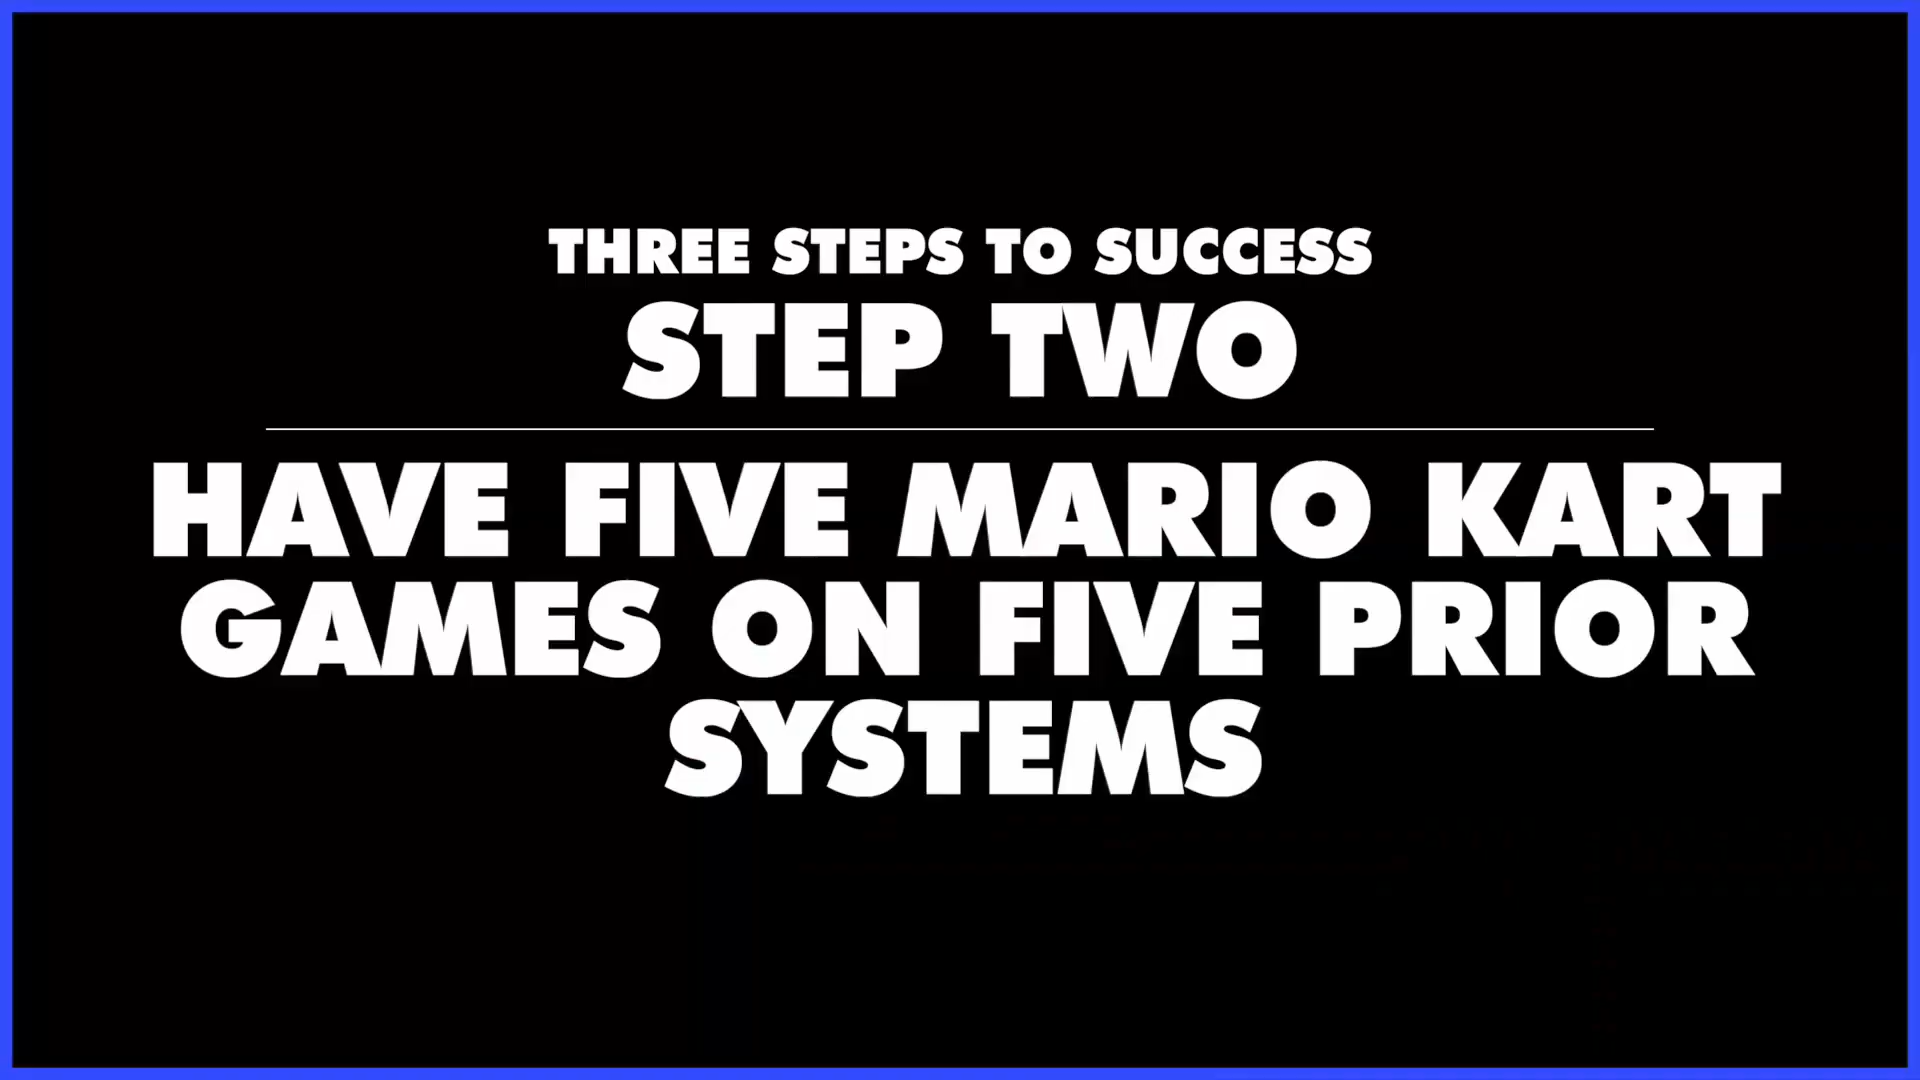 THREE STEPS TO SUCCESS
STEP TWO
HAVE FIVE MARIO KART
GAMES ON FIVE PRIOR
SYSTEMS